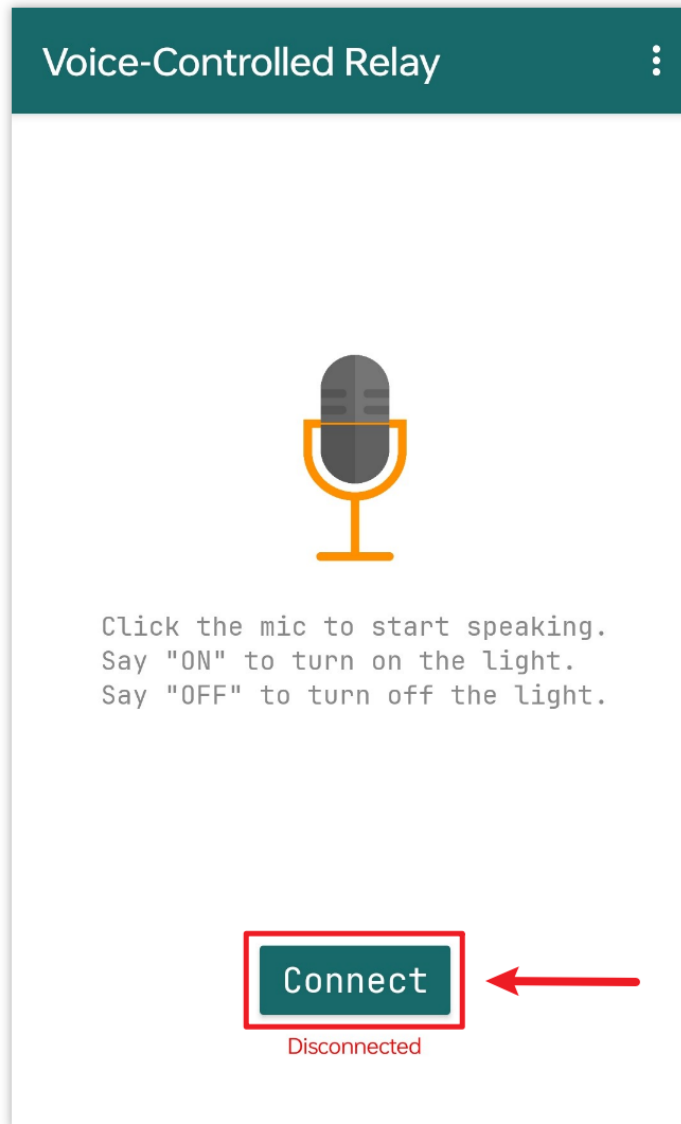 Voice-Controlled Relay
Click the mic to start speaking.
Say "ON" to turn on the light.
Say "OFF" to turn off the light.
Connect
Disconnected